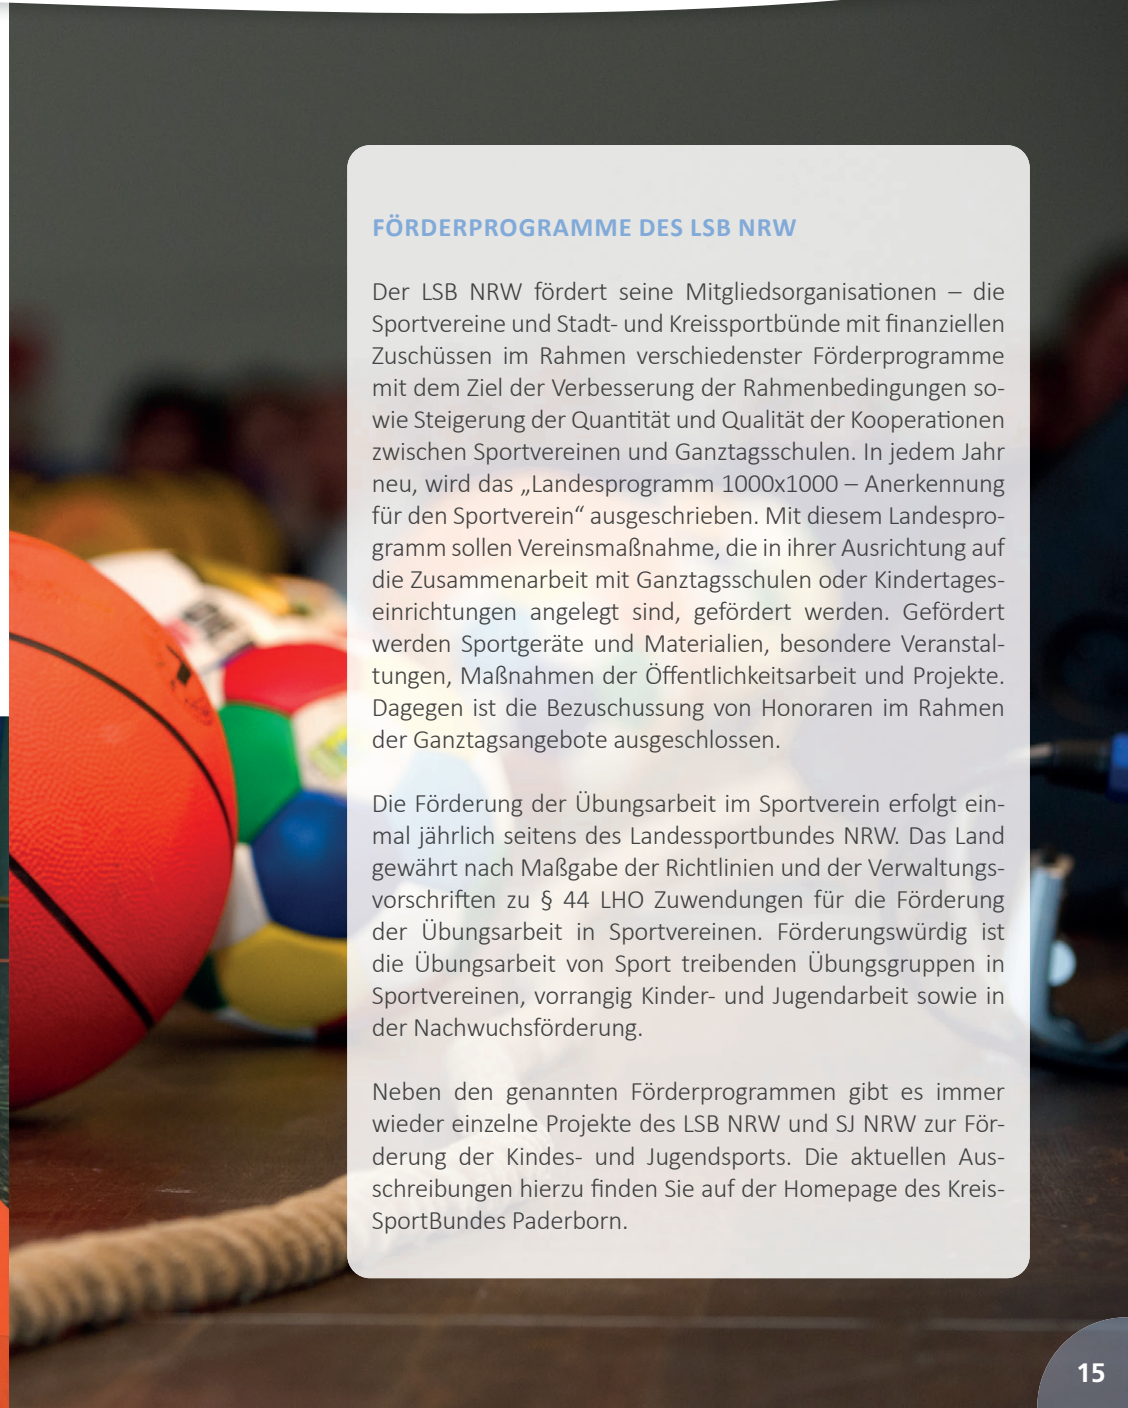 FÖRDERPROGRAMME DES LSB NRW
Der LSB NRW fördert seine Mitgliedsorganisationen – die
Sportvereine und Stadt- und Kreissportbünde mit finanziellen
Zuschüssen im Rahmen verschiedenster Förderprogramme
mit dem Ziel der Verbesserung der Rahmenbedingungen so-
wie Steigerung der Quantität und Qualität der Kooperationen
zwischen Sportvereinen und Ganztagsschulen. In jedem Jahr
neu, wird das „Landesprogramm 1000x1000 – Anerkennung
für den Sportverein“ ausgeschrieben. Mit diesem Landespro-
gramm sollen Vereinsmaßnahme, die in ihrer Ausrichtung auf
die Zusammenarbeit mit Ganztagsschulen oder Kindertages-
einrichtungen angelegt sind, gefördert werden. Gefördert
werden Sportgeräte und Materialien, besondere Veranstal-
tungen, Maßnahmen der Öffentlichkeitsarbeit und Projekte.
Dagegen ist die Bezuschussung von Honoraren im Rahmen
der Ganztagsangebote ausgeschlossen.
Die Förderung der Übungsarbeit im Sportverein erfolgt ein-
mal jährlich seitens des Landessportbundes NRW. Das Land
gewährt nach Maßgabe der Richtlinien und der Verwaltungs-
vorschriften zu § 44 LHO Zuwendungen für die Förderung
der Übungsarbeit in Sportvereinen. Förderungswürdig ist
die Übungsarbeit von Sport treibenden Übungsgruppen in
Sportvereinen, vorrangig Kinder- und Jugendarbeit sowie in
der Nachwuchsförderung.
Neben den genannten Förderprogrammen gibt es immer
wieder einzelne Projekte des LSB NRW und SJ NRW zur För-
derung der Kindes- und Jugendsports. Die aktuellen Aus-
schreibungen hierzu finden Sie auf der Homepage des Kreis-
SportBundes Paderborn.
15